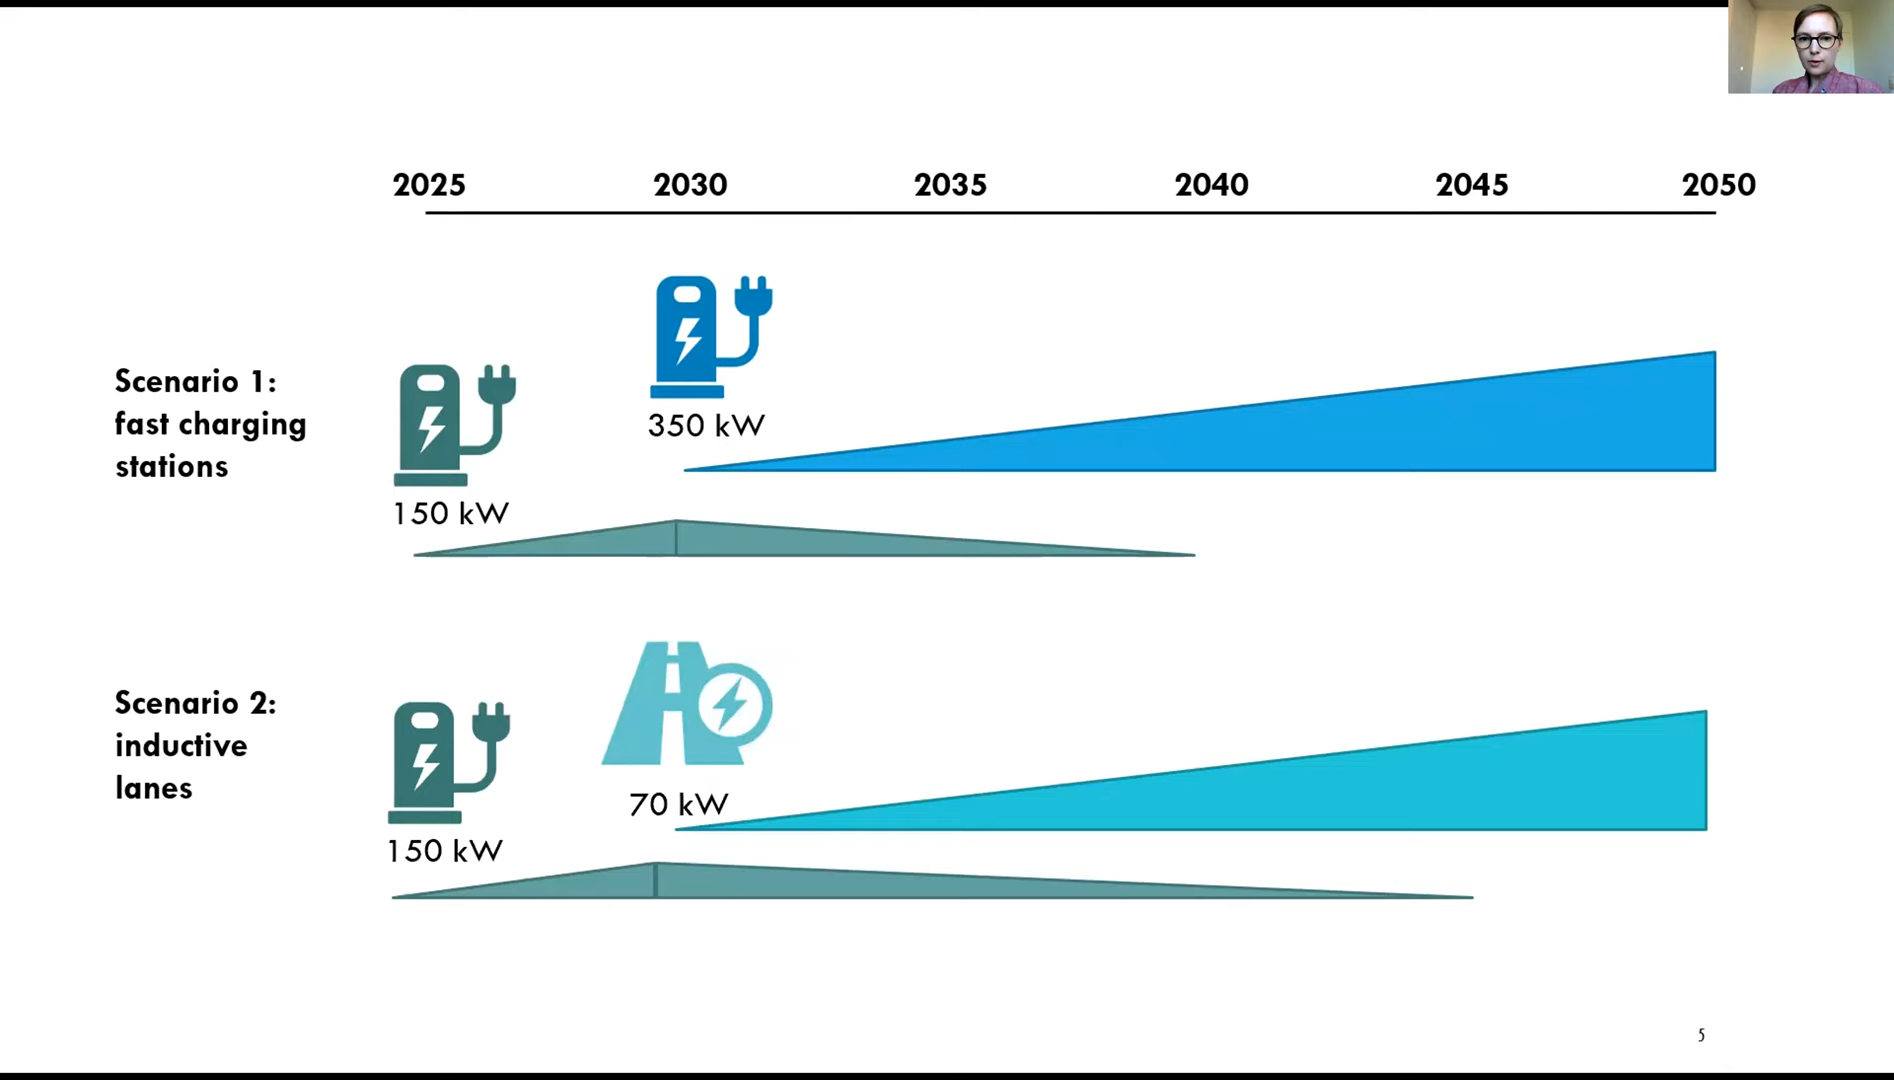 2025 2030 2035 2040 2045 2050
Scenario 1:
fast charging
stations
350 kW
150 kW
Scenario 2:
inductive
lanes
70 kW
150 kW
5